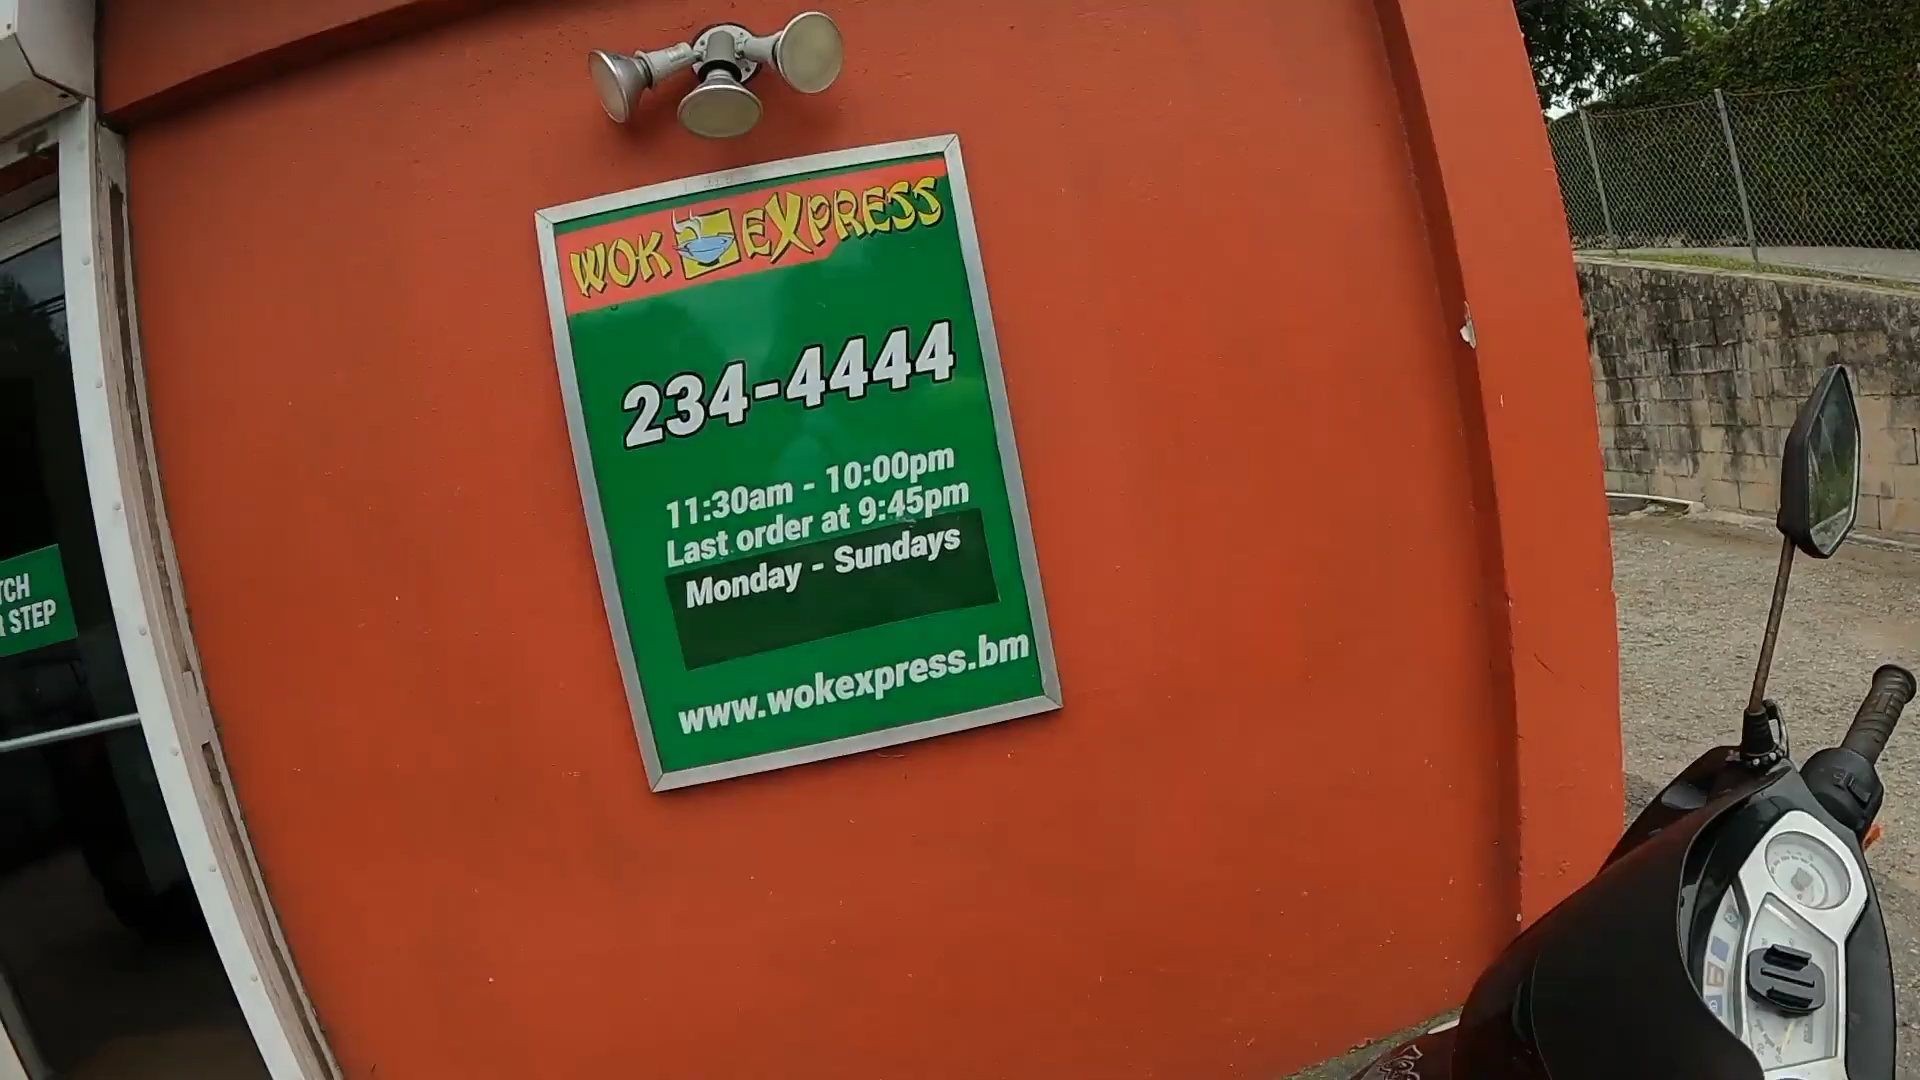 WOK EXPRESS
234-4444
11:30am - 10:00pm
Last order at 9:45pm
Monday - Sundays
www.wokexpress.bm
STEP